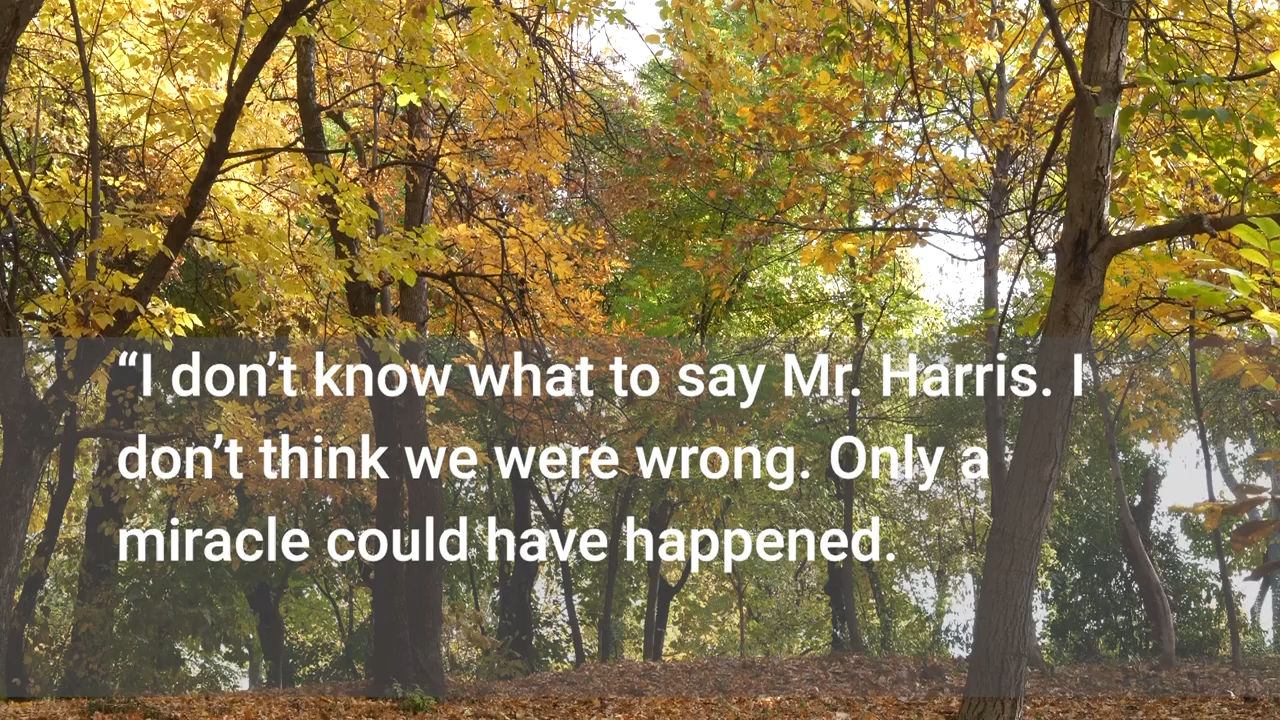 “I don’t know what to say Mr. Harris. I
don’t think we were wrong. Only a
miracle could have happened.